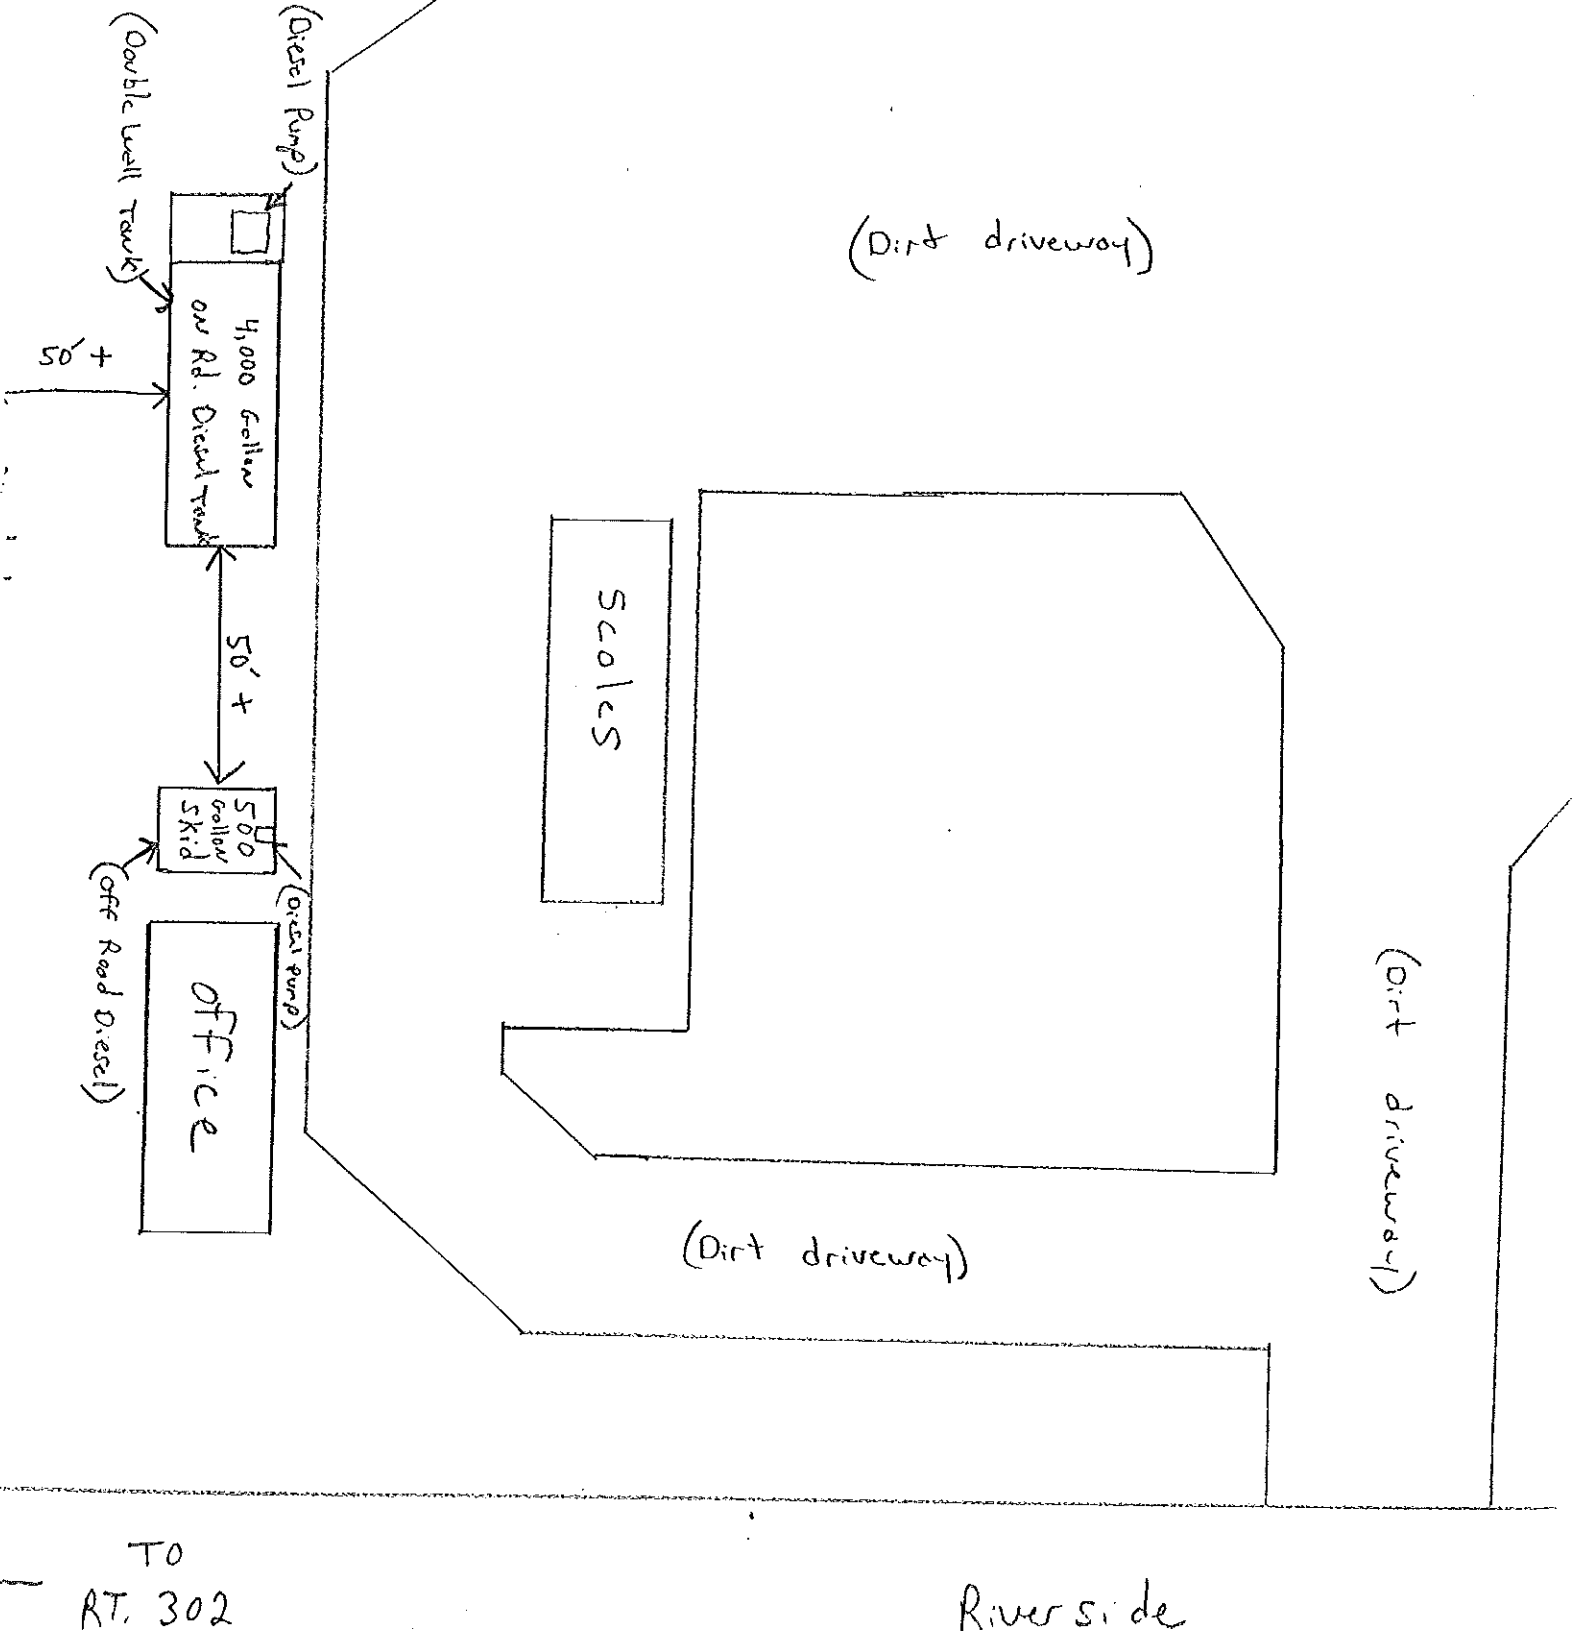 (Diesel Pump)
(Double Wall Tank)
(Dirt driveway)
4,000 Gallon
ON Rd. Diesel Tank
50' +
50' +
Scales
500
Gallon
Skid
(Diesel Pump)
(Off Road Diesel)
Office
(Dirt driveway)
(Dirt driveway)
TO
RT. 302
Riverside